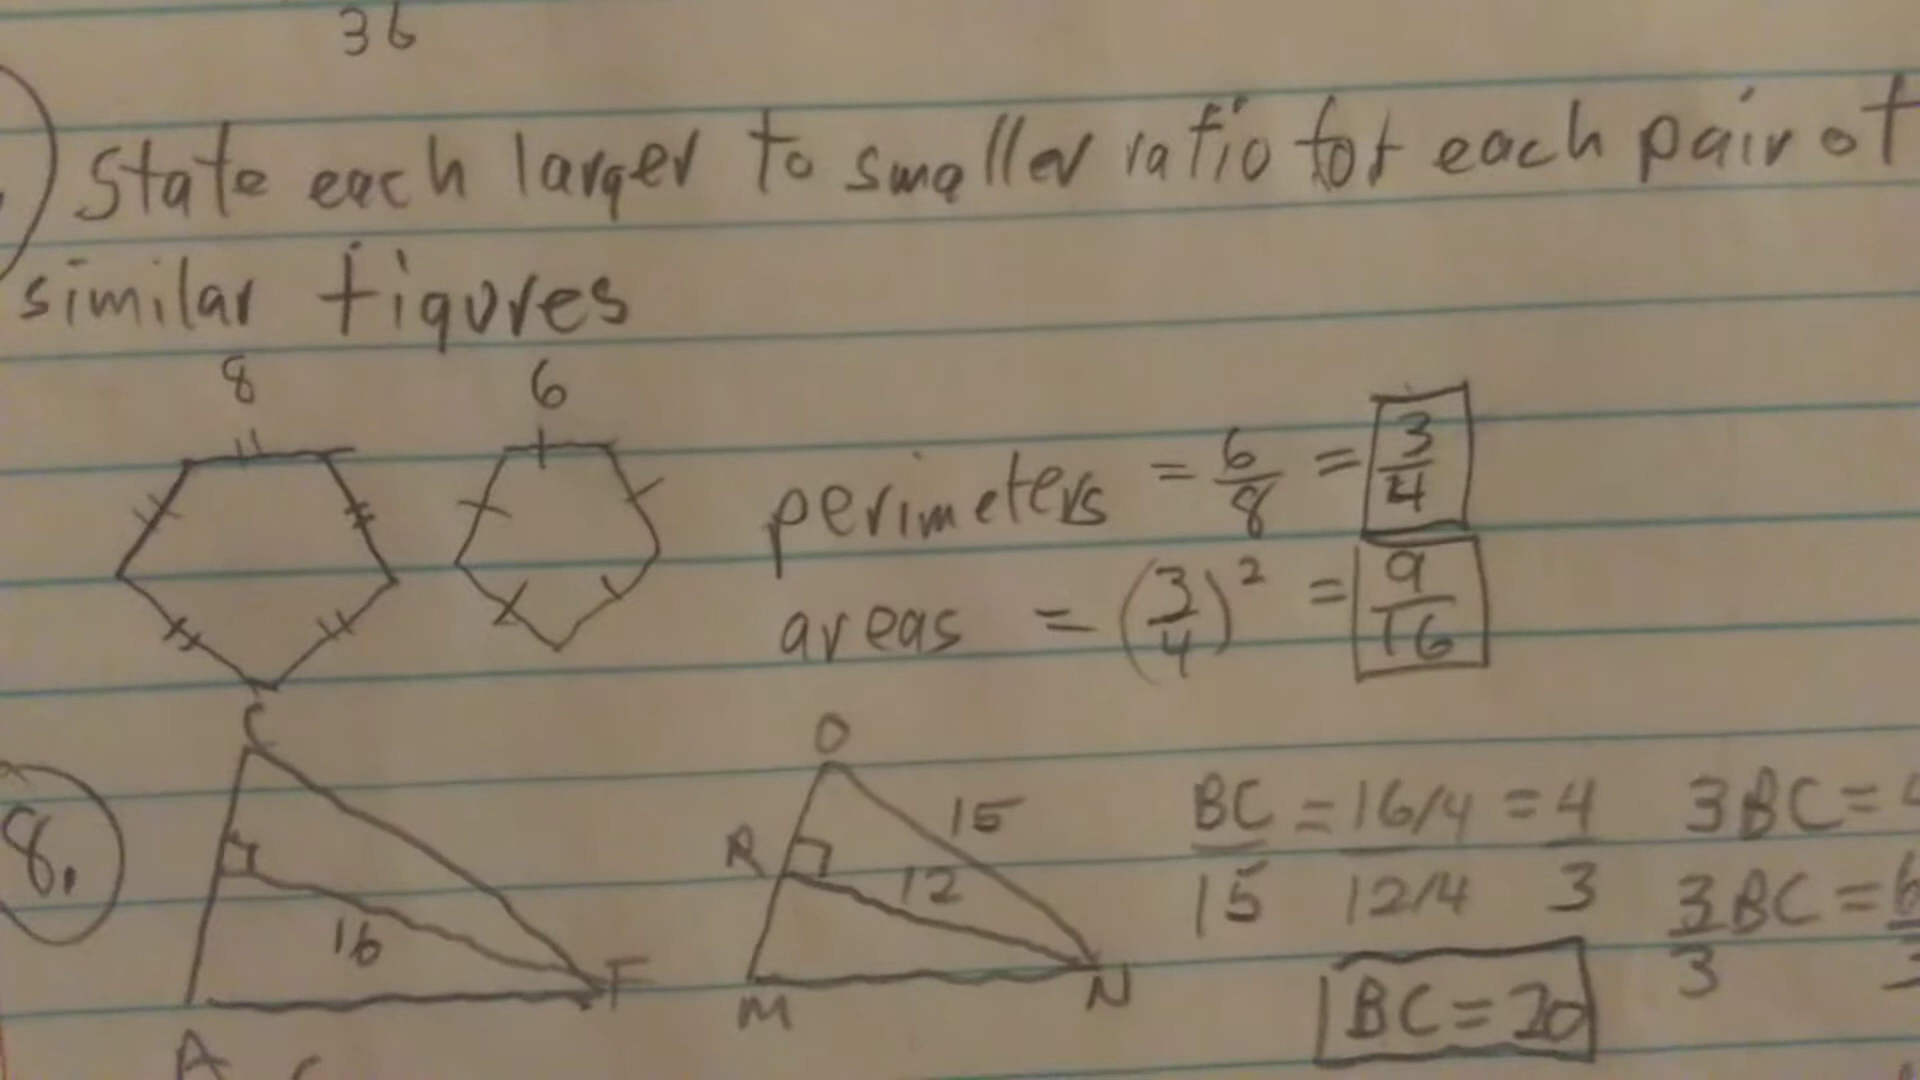 36
State each larger to smaller ratio for each pair of
similar figures
8 6
perimeters = 6/8 = 3/4
areas = (3/4)² = 9/16
8.
C
A
16
F
O
R
15
12
M
N
BC/15 = 16/4 / 12/4 = 4/3
3BC =
3BC/3 =
BC = 20